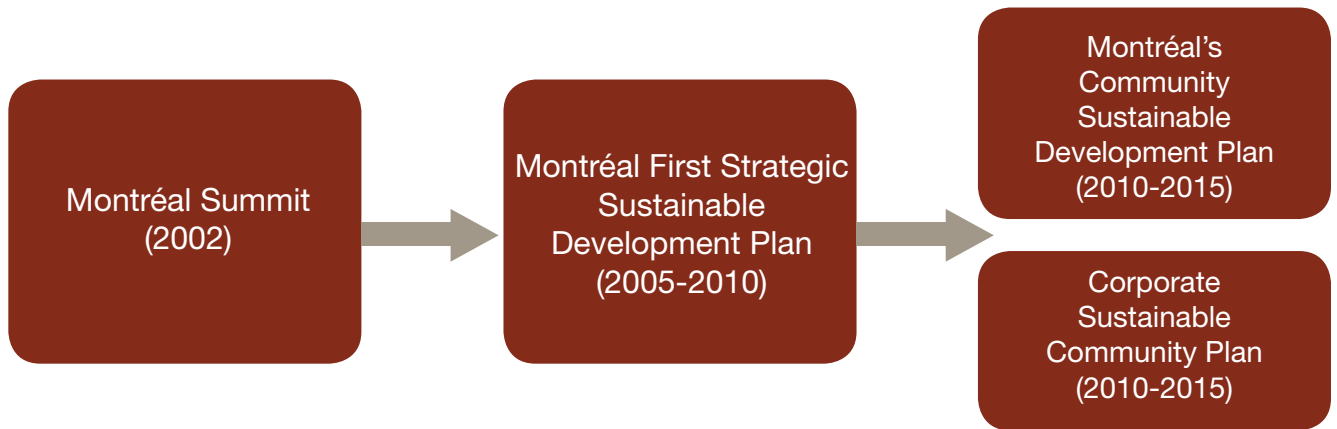 Montréal Summit
(2002)
Montréal First Strategic
Sustainable
Development Plan
(2005-2010)
Montréal’s
Community
Sustainable
Development Plan
(2010-2015)
Corporate
Sustainable
Community Plan
(2010-2015)